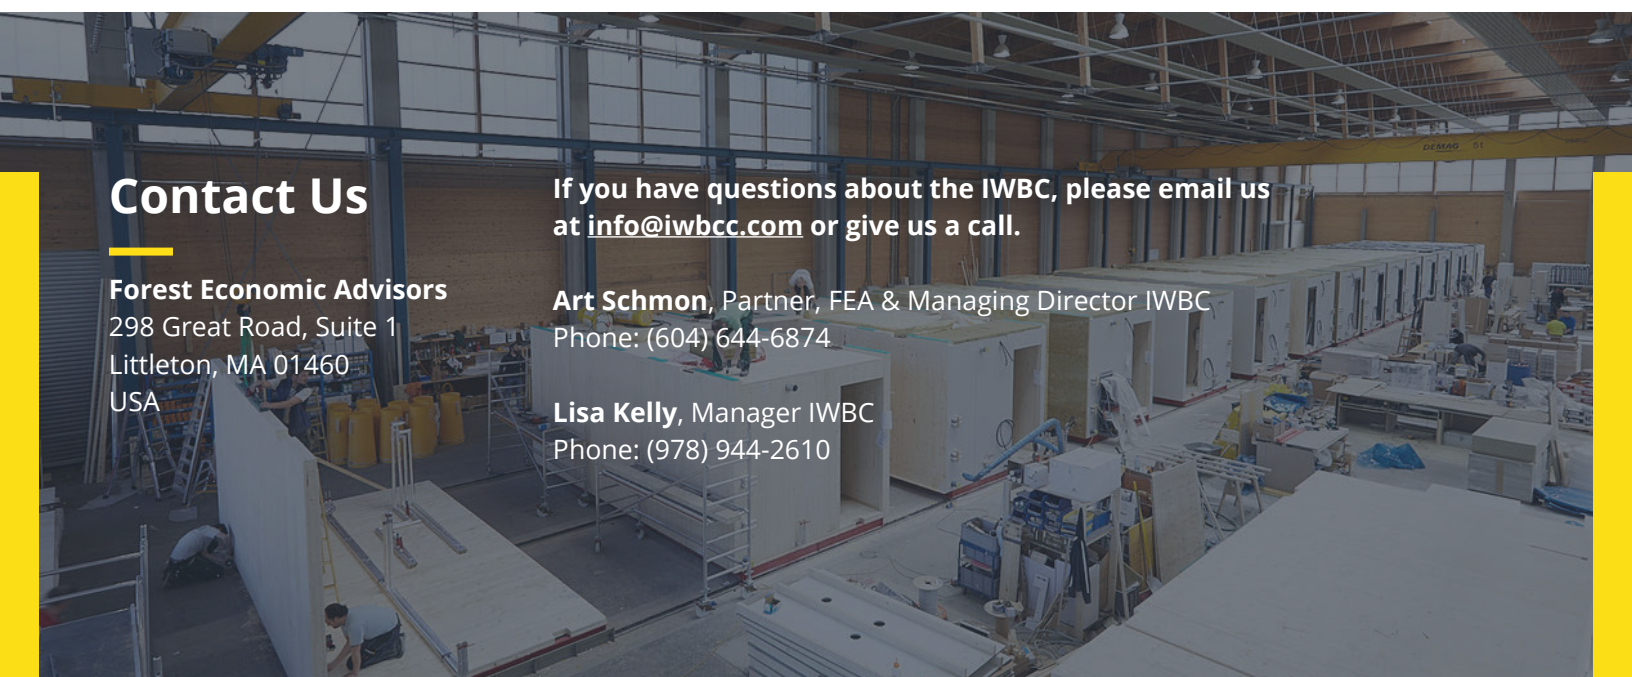 DEMAG 5t
Contact Us
Forest Economic Advisors
298 Great Road, Suite 1
Littleton, MA 01460
USA
If you have questions about the IWBC, please email us
at info@iwbcc.com or give us a call.
Art Schmon, Partner, FEA & Managing Director IWBC
Phone: (604) 644-6874
Lisa Kelly, Manager IWBC
Phone: (978) 944-2610